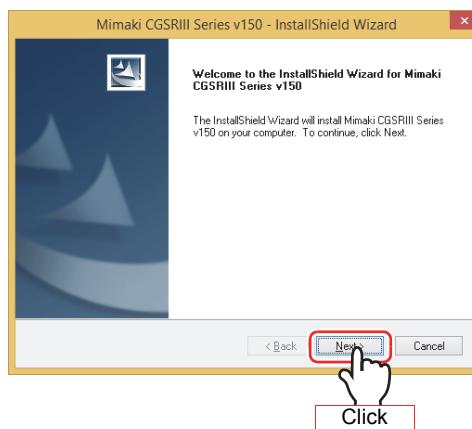 Mimaki CGSRIII Series v150 - InstallShield Wizard
Welcome to the InstallShield Wizard for Mimaki
CGSRIII Series v150
The InstallShield Wizard will install Mimaki CGSRIII Series
v150 on your computer. To continue, click Next.
< Back
Next >
Cancel
Click